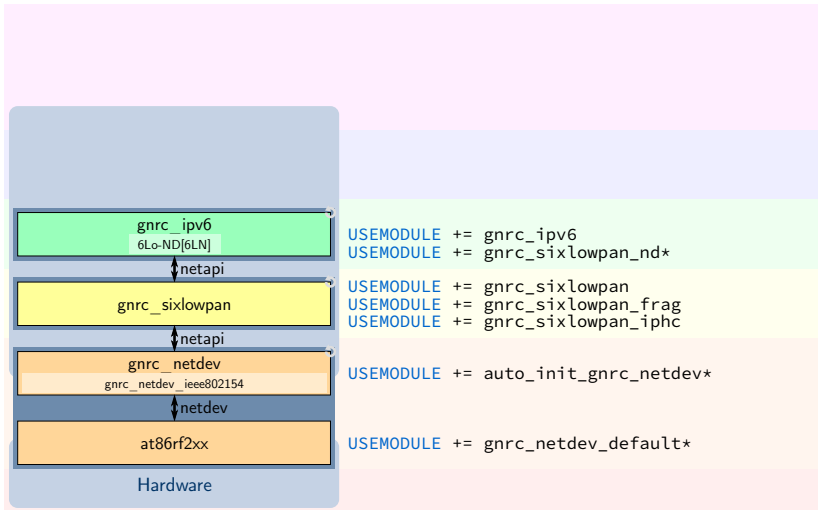 gnrc_ipv6
6Lo-ND[6LN]
USEMODULE += gnrc_ipv6
USEMODULE += gnrc_sixlowpan_nd*
netapi
gnrc_sixlowpan
USEMODULE += gnrc_sixlowpan
USEMODULE += gnrc_sixlowpan_frag
USEMODULE += gnrc_sixlowpan_iphc
netapi
gnrc_netdev
gnrc_netdev_ieee802154
USEMODULE += auto_init_gnrc_netdev*
netdev
at86rf2xx
USEMODULE += gnrc_netdev_default*
Hardware